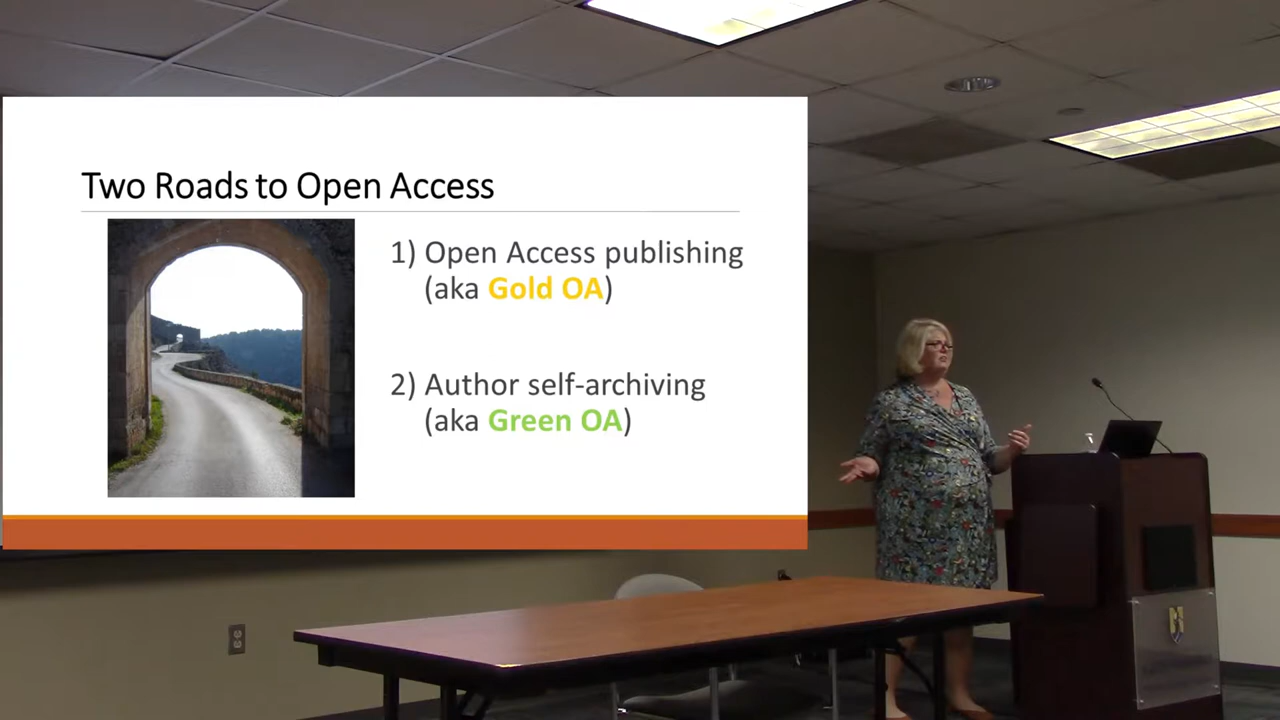 Two Roads to Open Access
1) Open Access publishing
(aka Gold OA)
2) Author self-archiving
(aka Green OA)